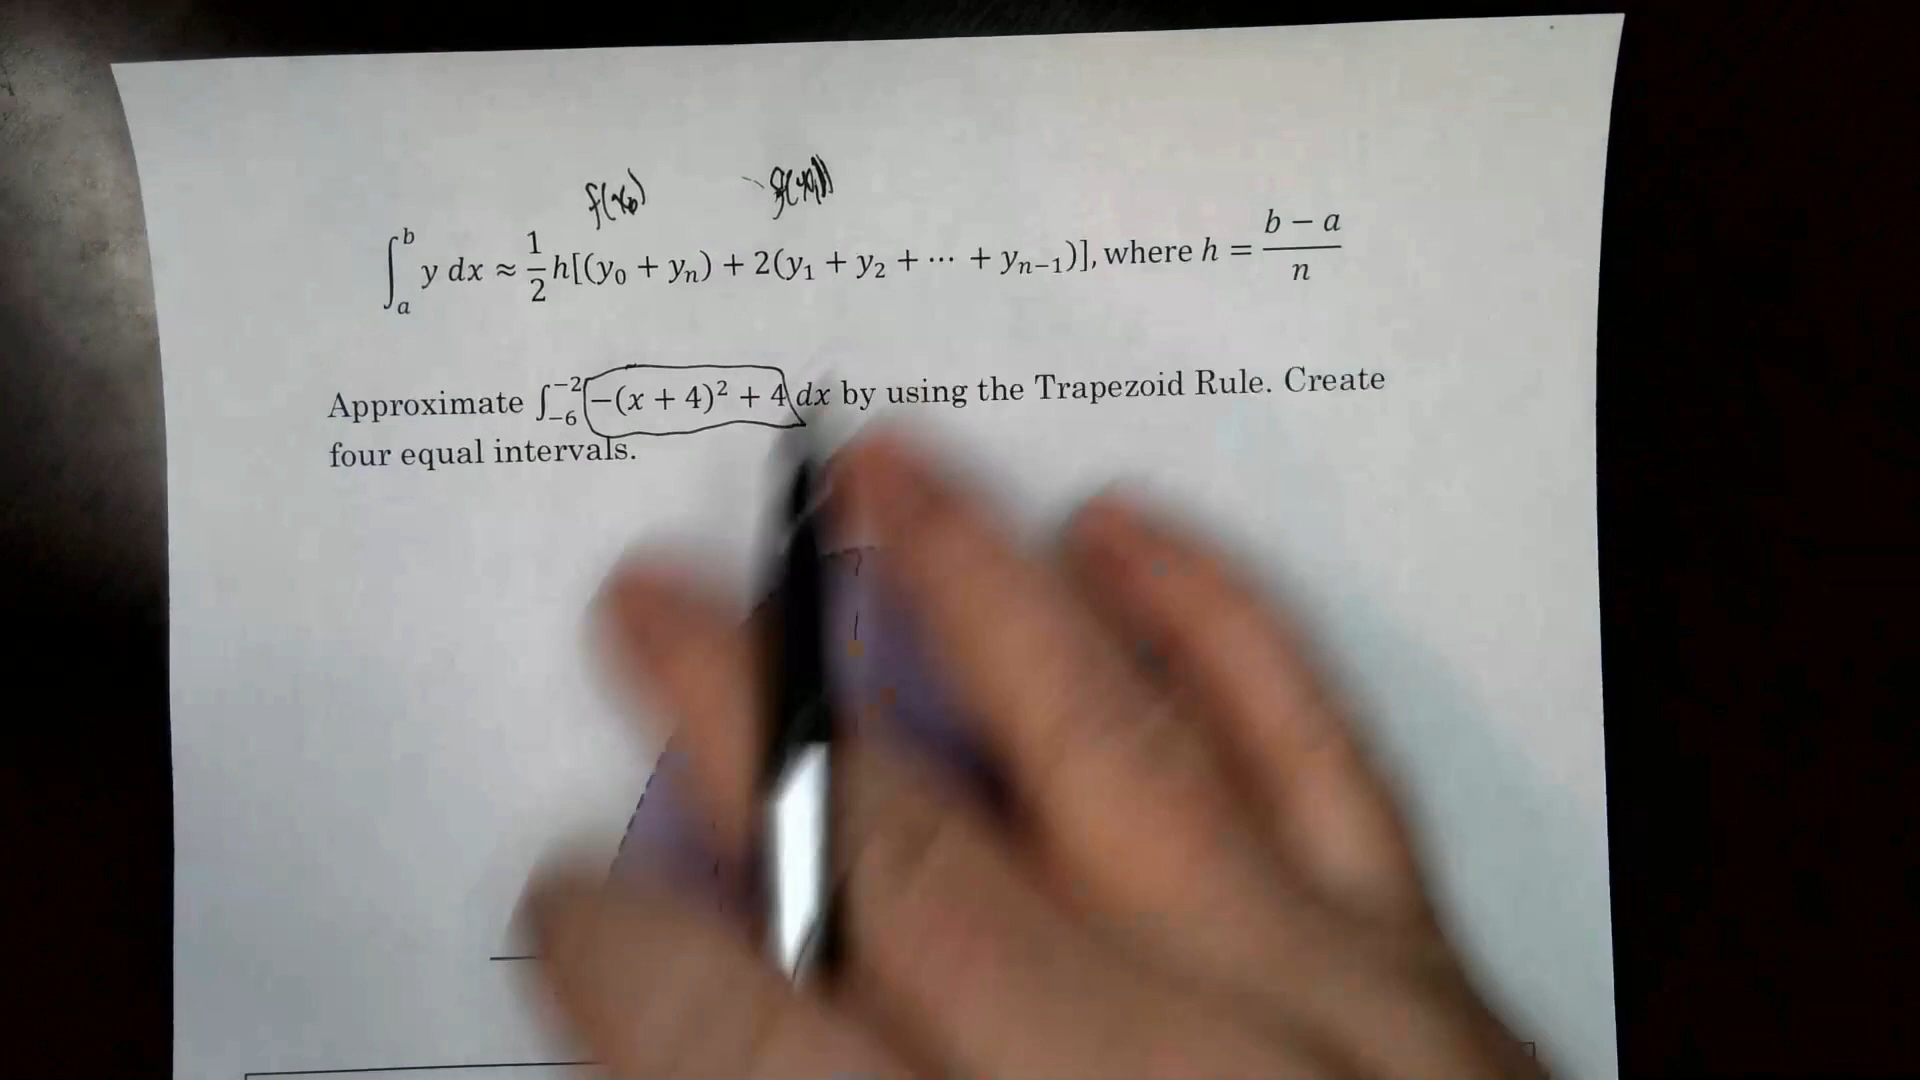 f(x₀)
∫ₐᵇ y dx ≈ 1/2 h[(y₀ + yₙ) + 2(y₁ + y₂ + ⋯ + yₙ₋₁)], where h = (b − a)/n
Approximate ∫₋₆⁻² −(x + 4)² + 4 dx by using the Trapezoid Rule. Create
four equal intervals.